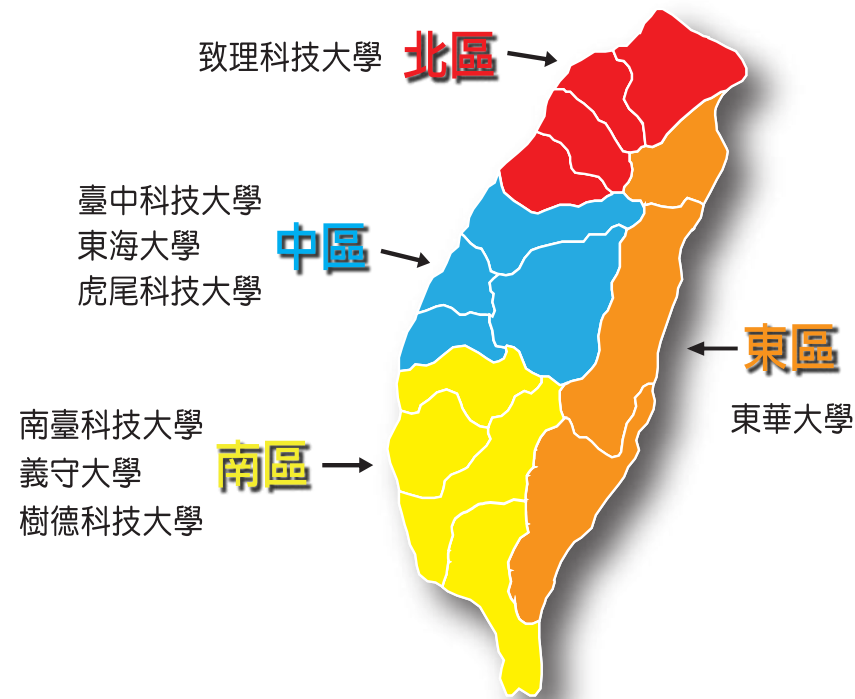 致理科技大學
北區
臺中科技大學
東海大學
虎尾科技大學
中區
東區
東華大學
南臺科技大學
義守大學
樹德科技大學
南區